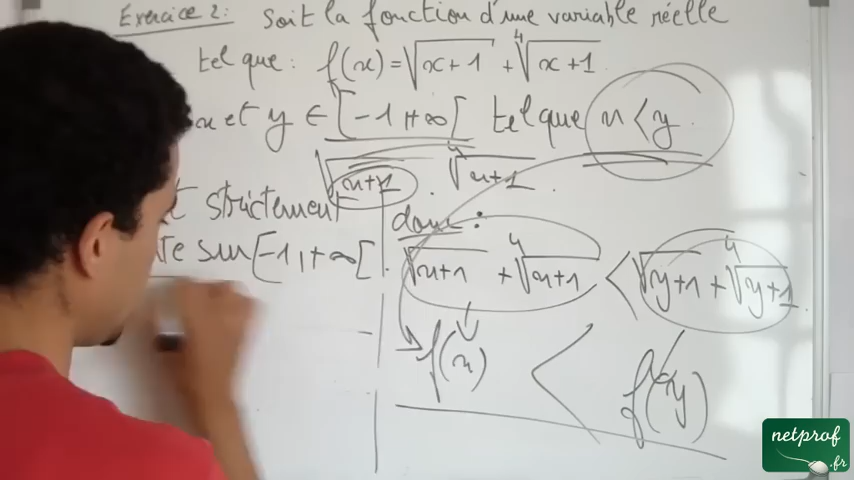 Exercice 2: Soit la fonction d'une variable réelle
tel que: f(x) = √(x+1) + ⁴√(x+1)
x et y ∈ [-1,+∞[ tel que x < y.
√(x+1) . ⁴√(x+1) .
strictement
sur [-1,+∞[.
donc:
√(x+1) + ⁴√(x+1) < √(y+1) + ⁴√(y+1).
f(x) < f(y)
netprof
.fr